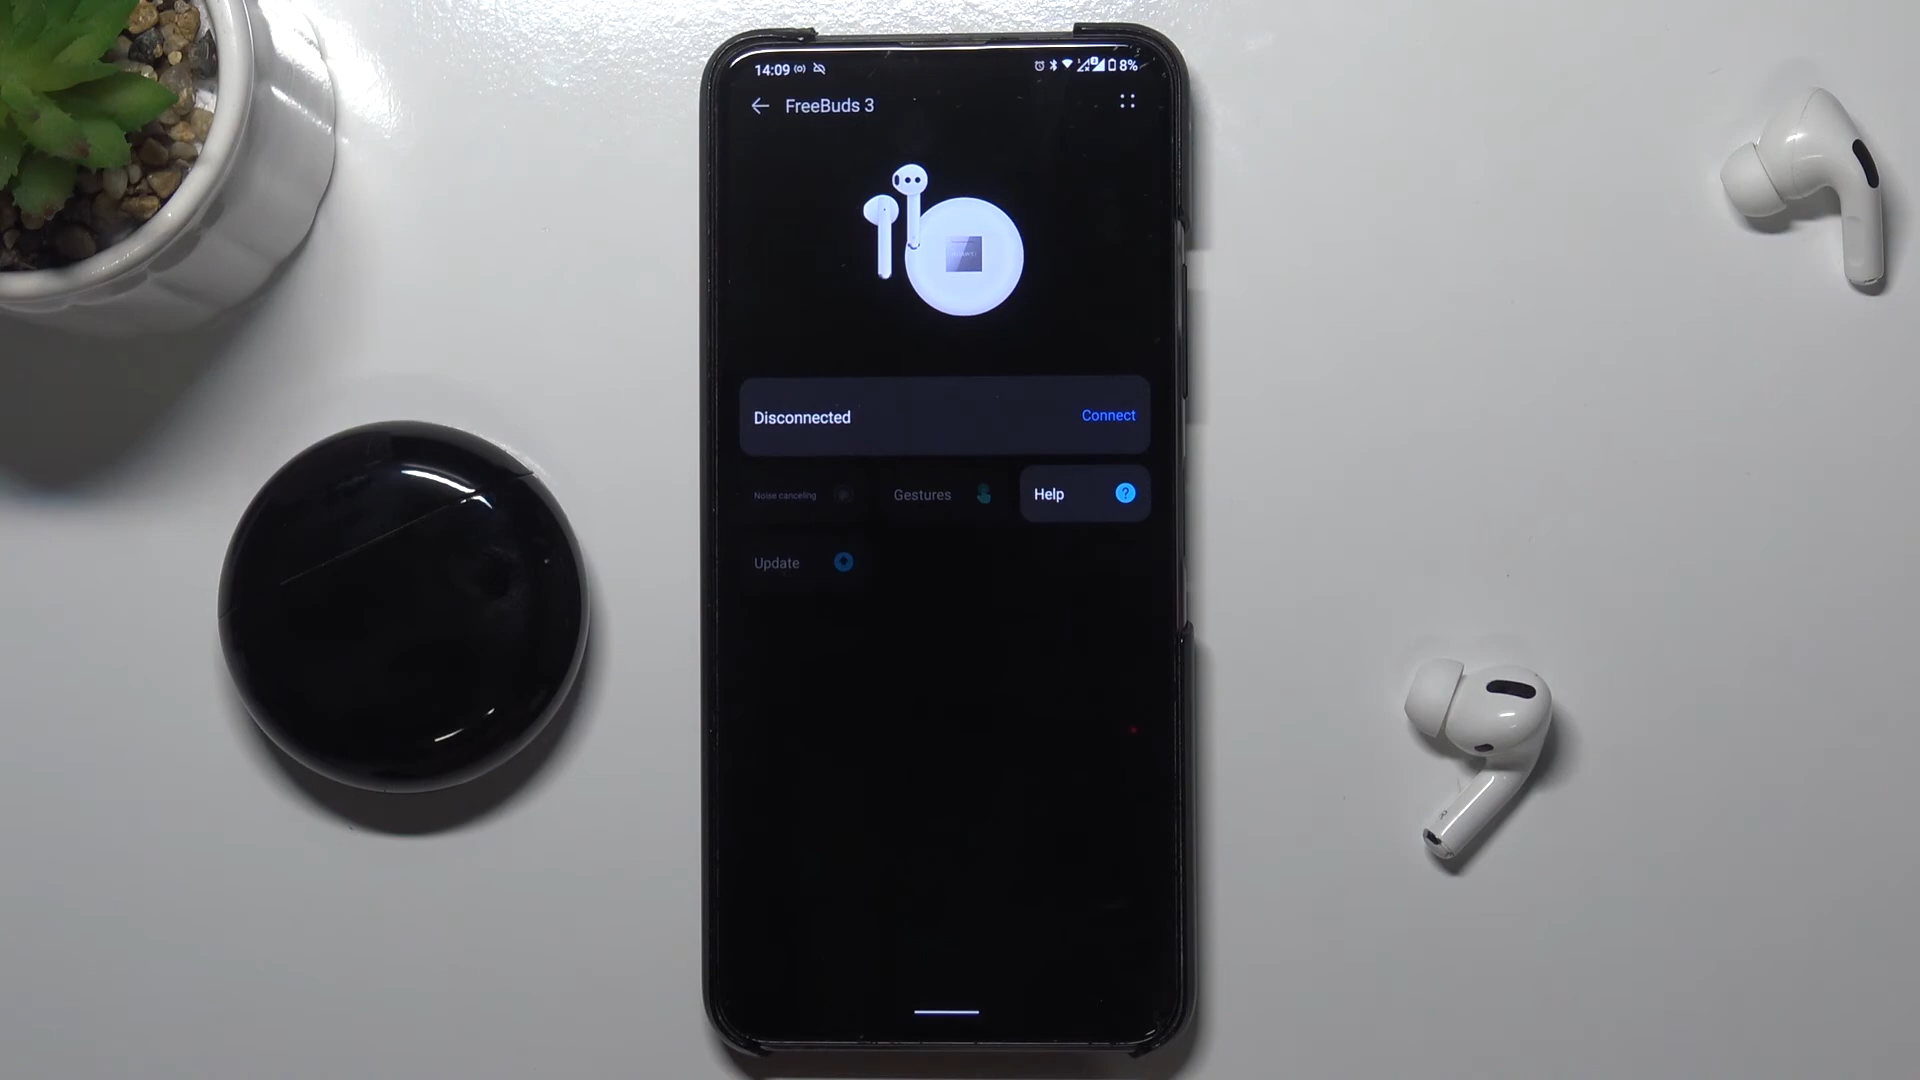 14:09 8%
FreeBuds 3
Disconnected Connect
Noise canceling Gestures Help ?
Update